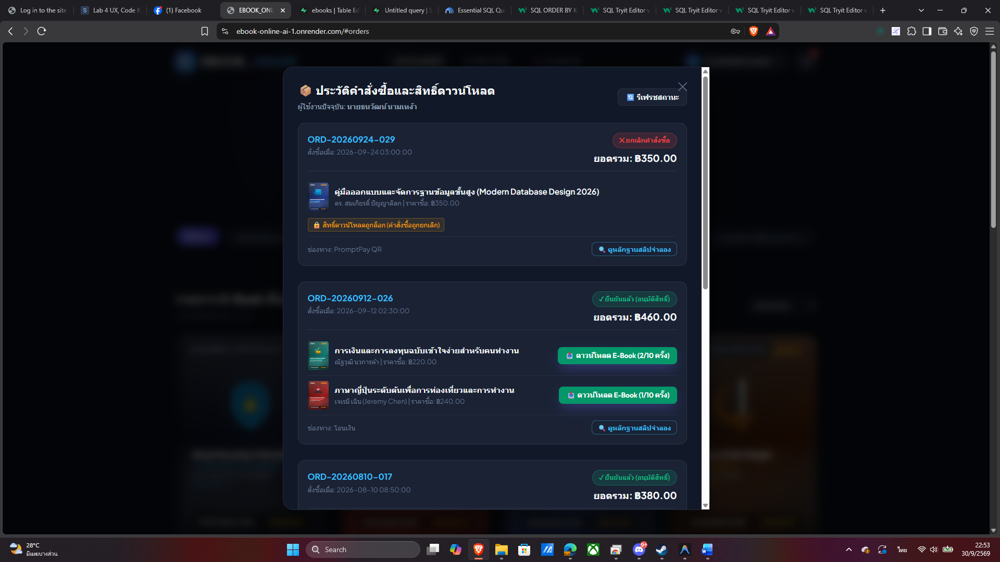 Log in to the site
Lab 4 UX, Code R
(1) Facebook
EBOOK_ONL
ebooks | Table Ed
Untitled query | S
Essential SQL Qu
SQL ORDER BY K
SQL Tryit Editor v
SQL Tryit Editor v
SQL Tryit Editor v
SQL Tryit Editor v
ebook-online-ai-1.onrender.com/#orders
📦 ประวัติคำสั่งซื้อและสิทธิ์ดาวน์โหลด
🔄 รีเฟรชสถานะ
ผู้ใช้งานปัจจุบัน: นายธนวัฒน์ นามเหง้า
ORD-20260924-029
❌ ยกเลิกคำสั่งซื้อ
สั่งซื้อเมื่อ: 2026-09-24 03:00:00
ยอดรวม: ฿350.00
คู่มือออกแบบและจัดการฐานข้อมูลขั้นสูง (Modern Database Design 2026)
ดร. สมเกียรติ์ ปัญญาดิลก | ราคาซื้อ: ฿350.00
🔒 สิทธิ์ดาวน์โหลดถูกล็อก (คำสั่งซื้อถูกยกเลิก)
ช่องทาง: PromptPay QR
🔍 ดูหลักฐานสลิปจำลอง
ORD-20260912-026
✓ ยืนยันแล้ว (อนุมัติสิทธิ์)
สั่งซื้อเมื่อ: 2026-09-12 02:30:00
ยอดรวม: ฿460.00
การเงินและการลงทุนฉบับเข้าใจง่ายสำหรับคนทำงาน
ณัฐวุฒิ นวการค้า | ราคาซื้อ: ฿220.00
📥 ดาวน์โหลด E-Book (2/10 ครั้ง)
ภาษาญี่ปุ่นระดับต้นเพื่อการท่องเที่ยวและการทำงาน
เจเรมี เฉิน (Jeremy Chen) | ราคาซื้อ: ฿240.00
📥 ดาวน์โหลด E-Book (1/10 ครั้ง)
ช่องทาง: โอนเงิน
🔍 ดูหลักฐานสลิปจำลอง
ORD-20260810-017
✓ ยืนยันแล้ว (อนุมัติสิทธิ์)
สั่งซื้อเมื่อ: 2026-08-10 08:50:00
ยอดรวม: ฿380.00
28°C
มีเมฆบางส่วน
Search
9+
ไทย
22:53
30/9/2569